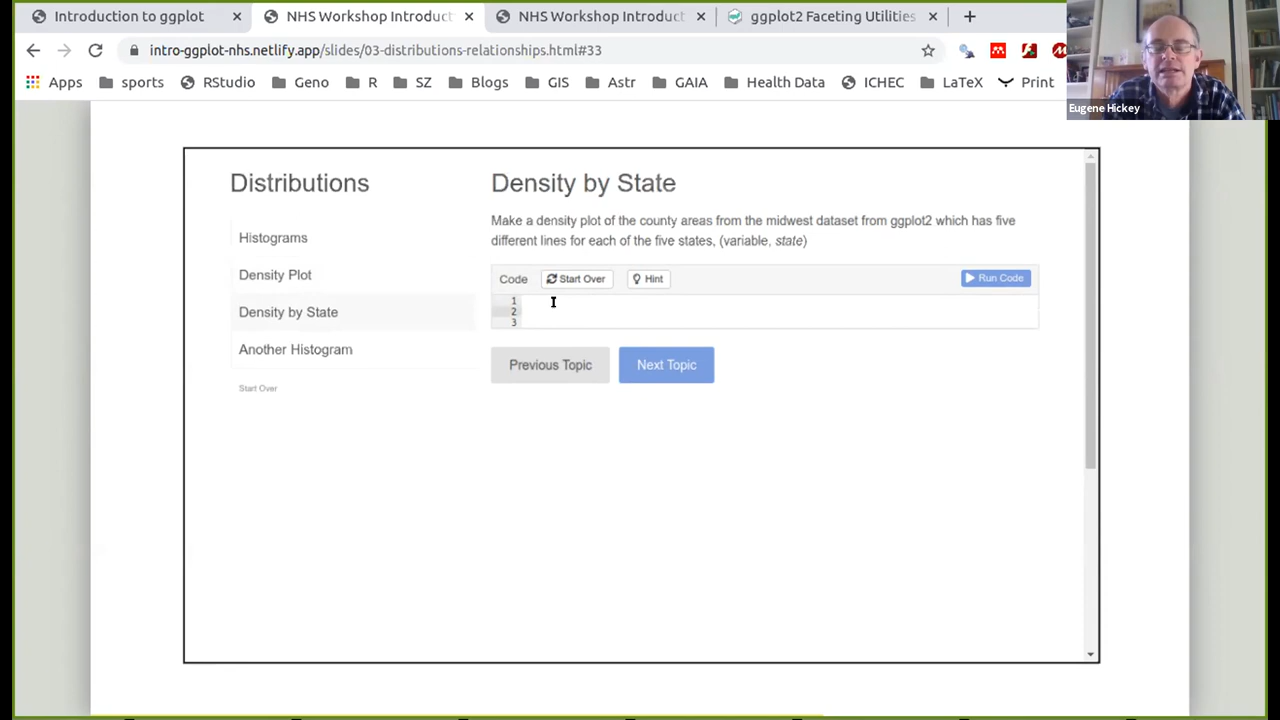 Introduction to ggplot
NHS Workshop Introduct
NHS Workshop Introduct
ggplot2 Faceting Utilities
intro-ggplot-nhs.netlify.app/slides/03-distributions-relationships.html#33
Apps
sports
RStudio
Geno
R
SZ
Blogs
GIS
Astr
GAIA
Health Data
ICHEC
LaTeX
Print
Eugene Hickey
Distributions
Histograms
Density Plot
Density by State
Another Histogram
Start Over
Density by State
Make a density plot of the county areas from the midwest dataset from ggplot2 which has five
different lines for each of the five states, (variable, state)
Code
Start Over
Hint
Run Code
1
2
3
Previous Topic
Next Topic